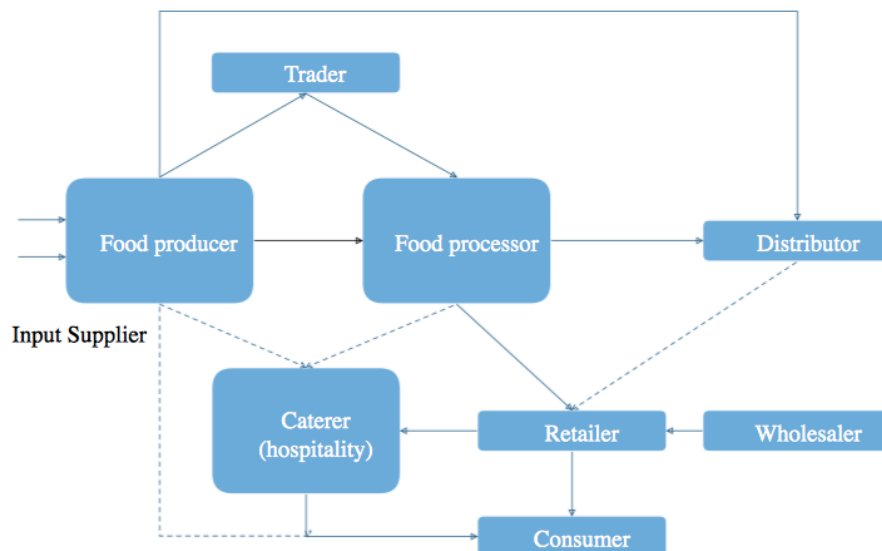 Trader
Food producer
Food processor
Distributor
Input Supplier
Caterer
(hospitality)
Retailer
Wholesaler
Consumer